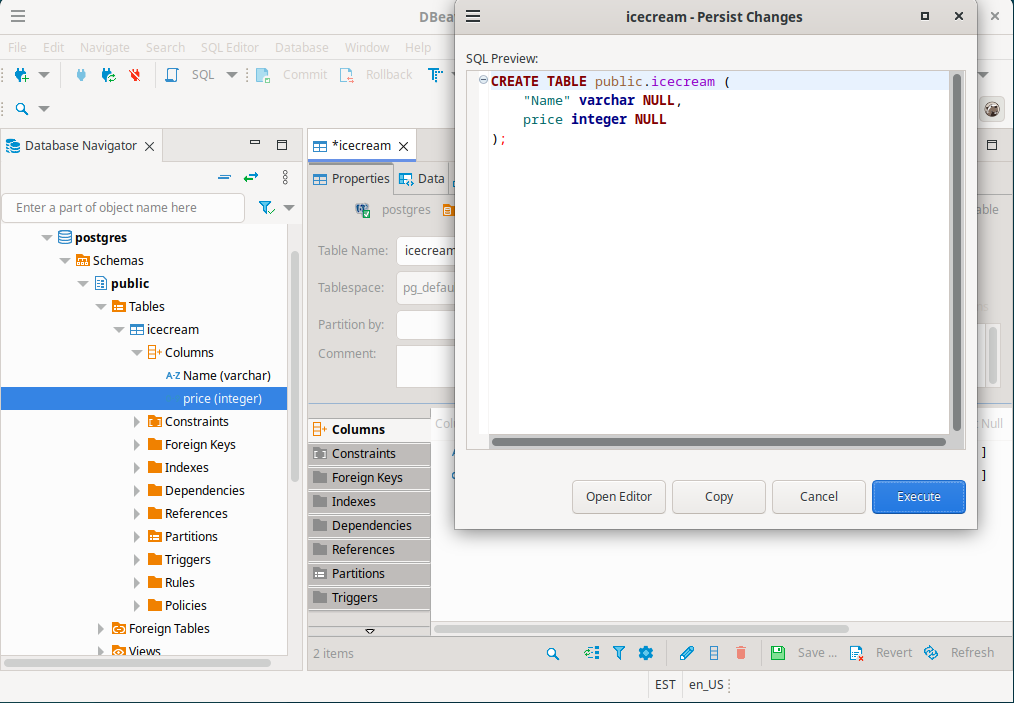 DBea
icecream - Persist Changes
File Edit Navigate Search SQL Editor Database Window Help
SQL Commit Rollback T
SQL Preview:
CREATE TABLE public.icecream (
"Name" varchar NULL,
price integer NULL
);
Open Editor Copy Cancel Execute
Database Navigator
Enter a part of object name here
postgres
Schemas
public
Tables
icecream
Columns
A-Z Name (varchar)
price (integer)
Constraints
Foreign Keys
Indexes
Dependencies
References
Partitions
Triggers
Rules
Policies
Foreign Tables
Views
*icecream
Properties Data
postgres
able
Table Name: icecream
Tablespace: pg_defau
Partition by:
Comment:
Columns
Constraints
Foreign Keys
Indexes
Dependencies
References
Partitions
Triggers
Colu
Null
]
]
2 items Save ... Revert Refresh
EST en_US